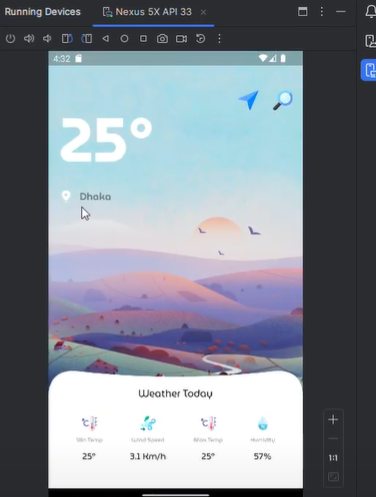 Running Devices
Nexus 5X API 33
4:32
25°
Dhaka
Weather Today
Min Temp
Wind Speed
Max Temp
Humidity
25°
3.1 Km/h
25°
57%
1:1